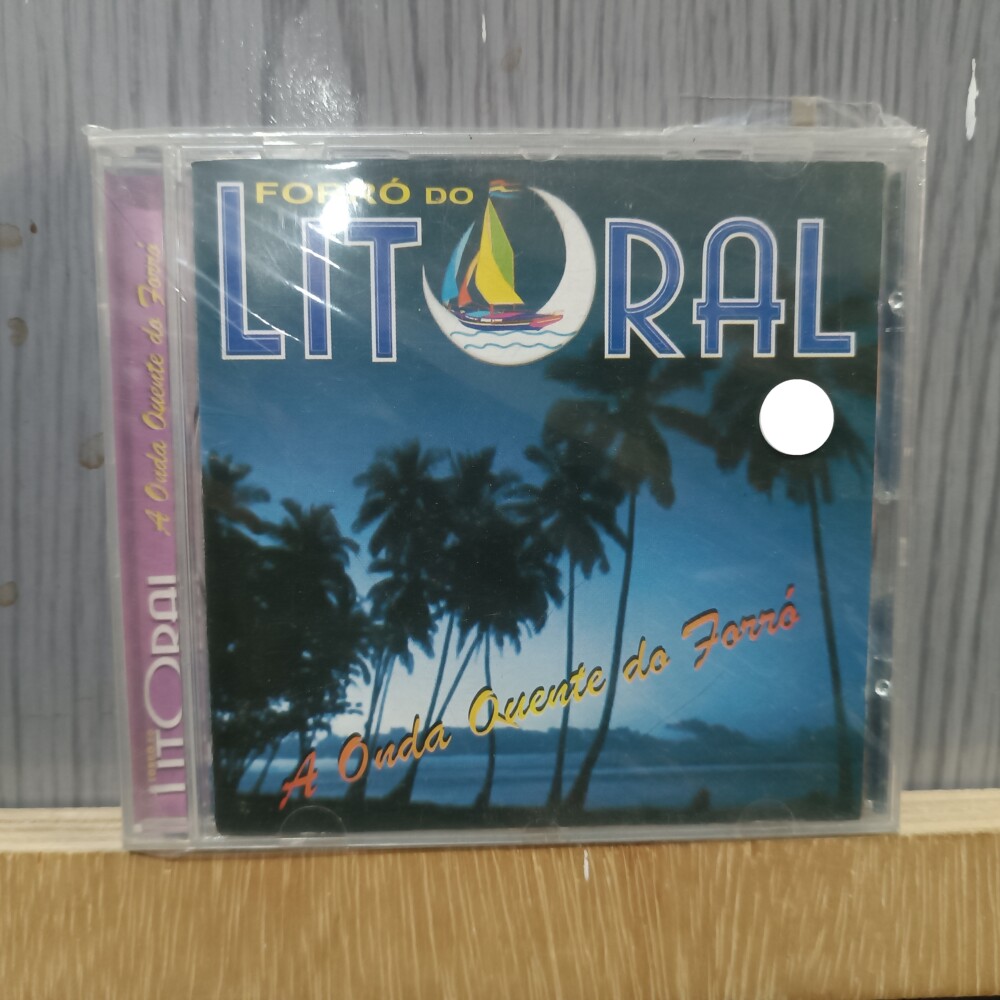 FORRÓ DO
LITORAL
A Onda Quente do Forró
A Onda Quente do Forró
LITORAL